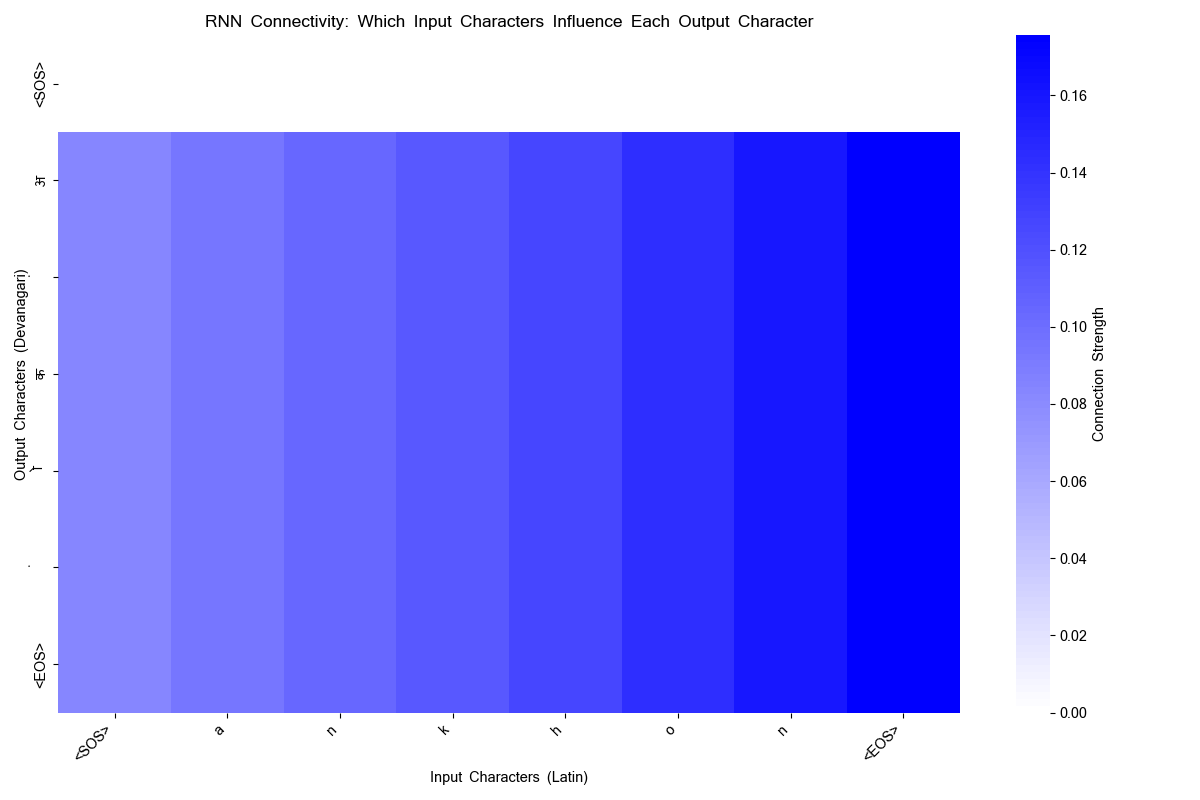 RNN Connectivity: Which Input Characters Influence Each Output Character
Output Characters (Devanagari)
<SOS>
अ
ं
क
ो
ं
<EOS>
<SOS>
a
n
k
h
o
n
<EOS>
Input Characters (Latin)
0.16
0.14
0.12
0.10
0.08
0.06
0.04
0.02
0.00
Connection Strength